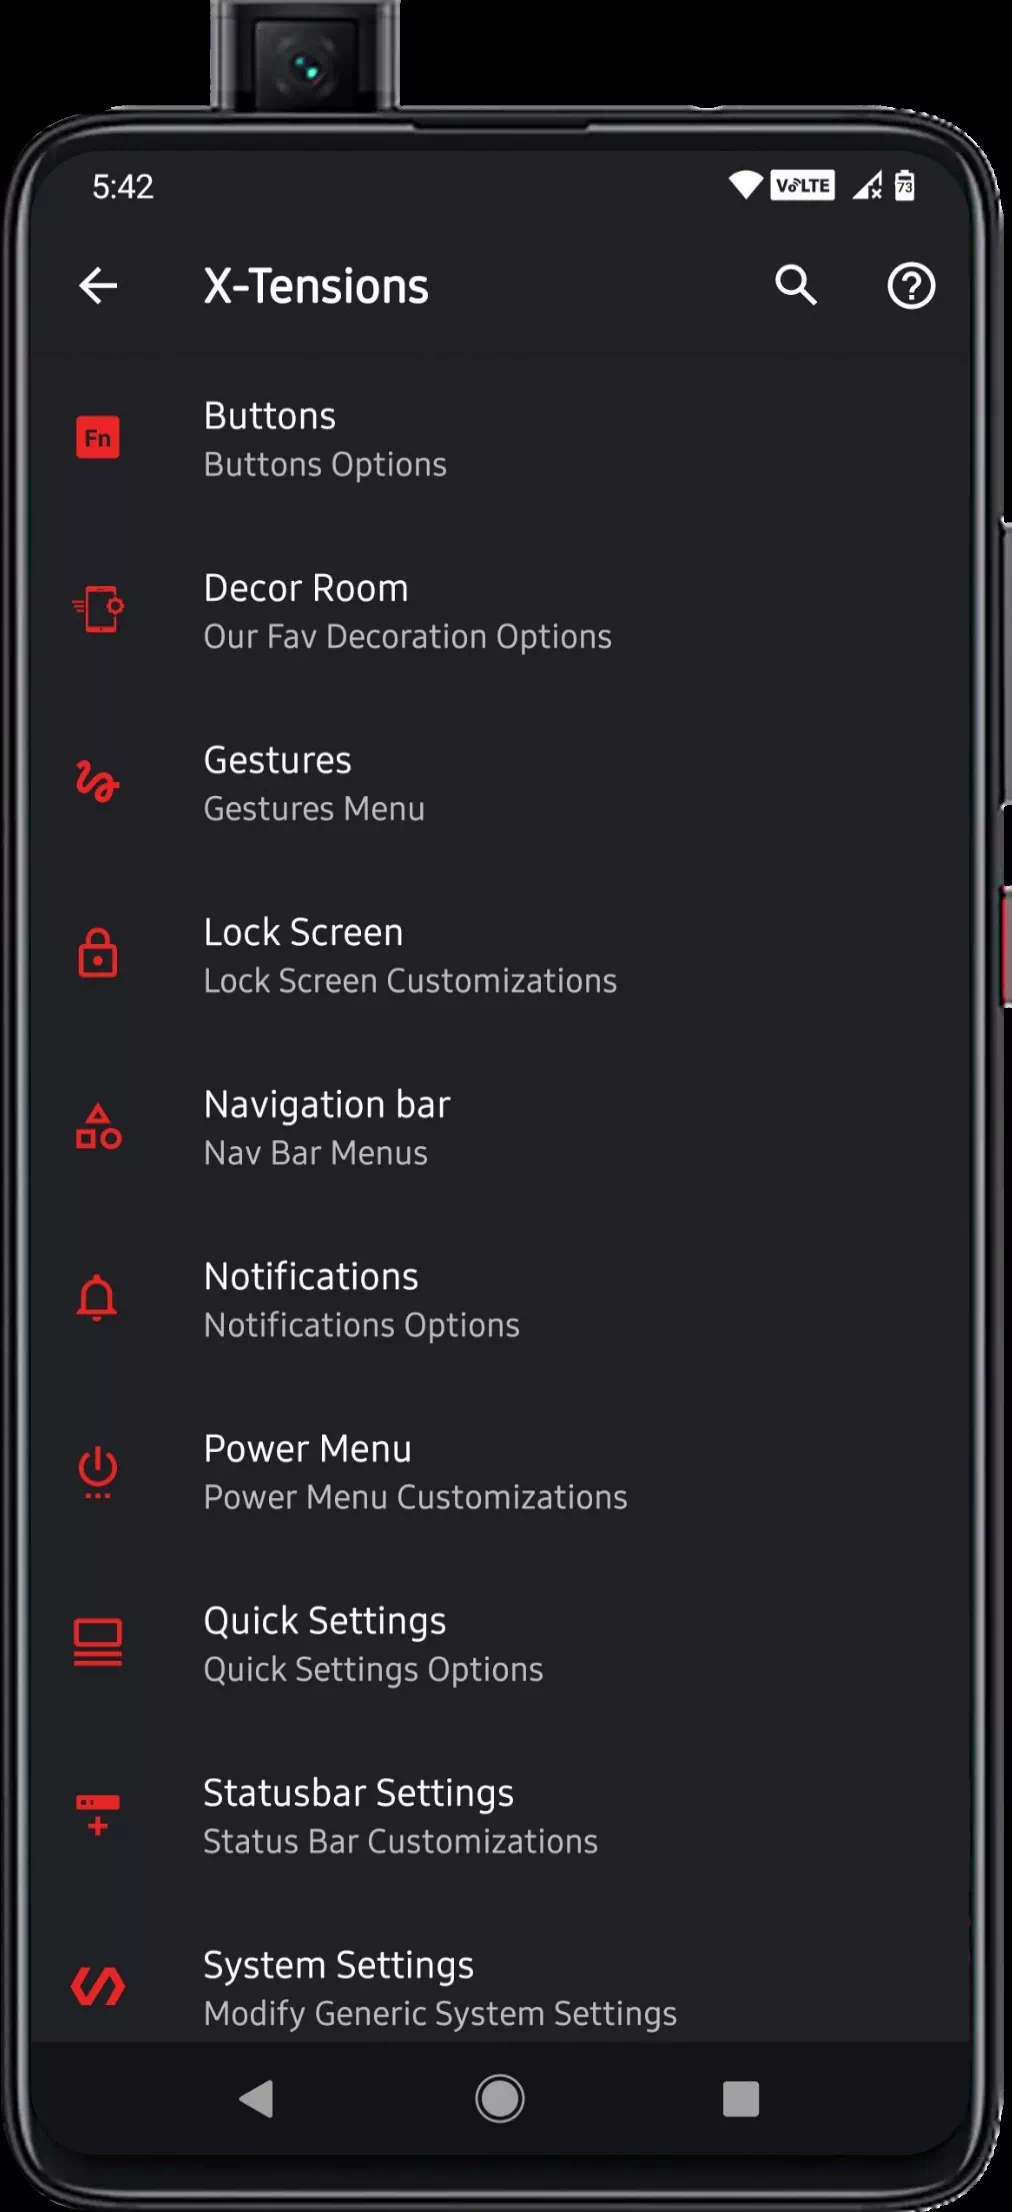 5:42 VoLTE 73
X-Tensions
Fn
Buttons
Buttons Options
Decor Room
Our Fav Decoration Options
Gestures
Gestures Menu
Lock Screen
Lock Screen Customizations
Navigation bar
Nav Bar Menus
Notifications
Notifications Options
Power Menu
Power Menu Customizations
Quick Settings
Quick Settings Options
Statusbar Settings
Status Bar Customizations
System Settings
Modify Generic System Settings